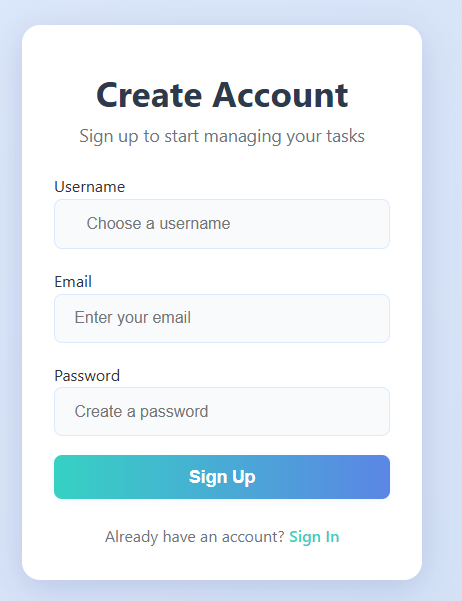 Create Account
Sign up to start managing your tasks
Username
Choose a username
Email
Enter your email
Password
Create a password
Sign Up
Already have an account? Sign In